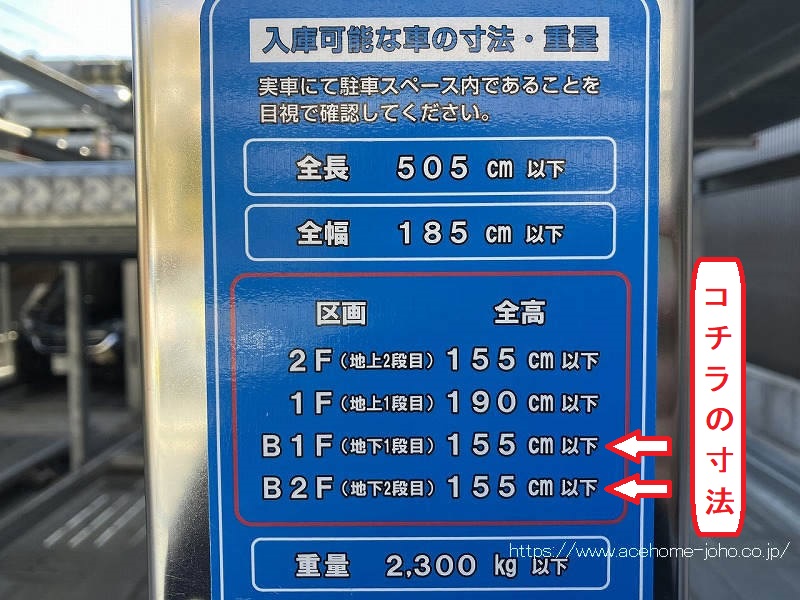 入庫可能な車の寸法・重量
実車にて駐車スペース内であることを
目視で確認してください。
全長 505 cm 以下
全幅 185 cm 以下
区画 全高
2F(地上2段目) 155 cm 以下
1F(地上1段目) 190 cm 以下
B1F(地下1段目) 155 cm 以下
B2F(地下2段目) 155 cm 以下
コチラの寸法
重量 2,300 kg 以下
https://www.acehome-joho.co.jp/